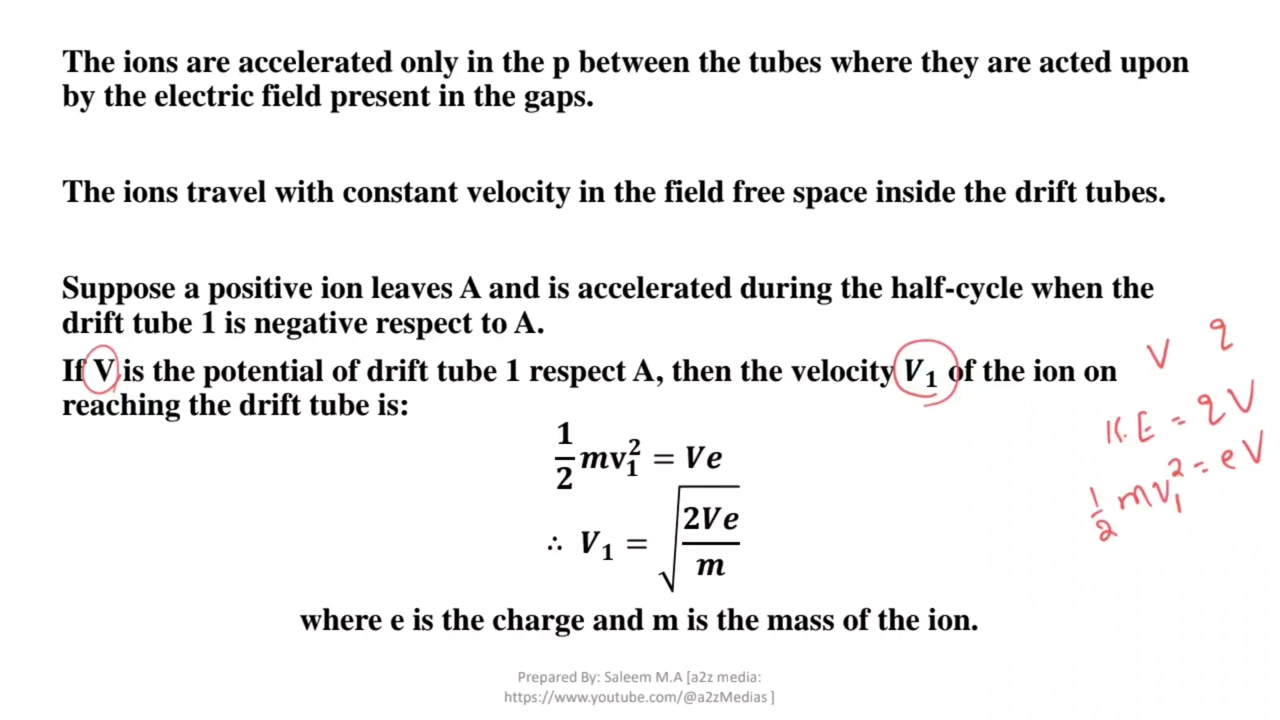 The ions are accelerated only in the p between the tubes where they are acted upon
by the electric field present in the gaps.
The ions travel with constant velocity in the field free space inside the drift tubes.
Suppose a positive ion leaves A and is accelerated during the half-cycle when the
drift tube 1 is negative respect to A.
If V is the potential of drift tube 1 respect A, then the velocity V₁ of the ion on
reaching the drift tube is:
1/2 mv₁² = Ve
∴ V₁ = √(2Ve/m)
where e is the charge and m is the mass of the ion.
V q
K.E = qV
1/2 mv₁² = eV
Prepared By: Saleem M.A [a2z media:
https://www.youtube.com/@a2zMedias ]